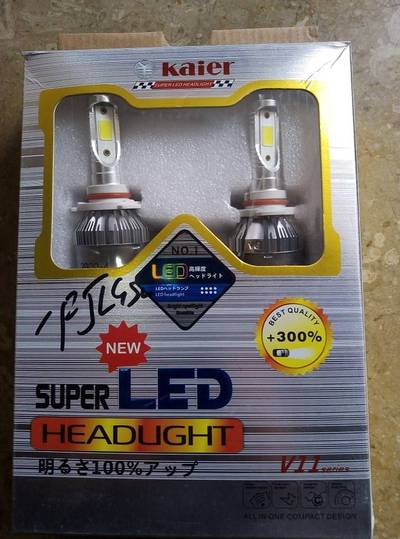 Kaier
SUPER LED HEADLIGHT
NO.1
LED 高輝度
ヘッドライト
LEDヘッドランプ
LED headlight
BEST QUALITY
+300%
NEW
SUPER LED
HEADLIGHT
明るさ100%アップ
V11 series
ALL IN ONE COMPACT DESIGN